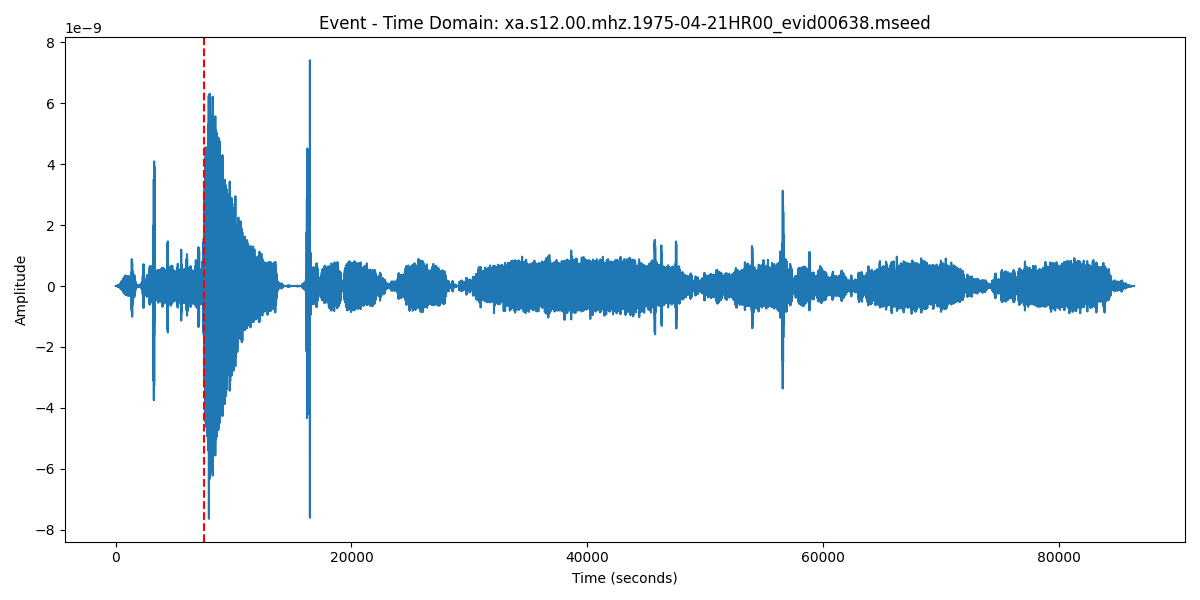 Event - Time Domain: xa.s12.00.mhz.1975-04-21HR00_evid00638.mseed
1e−9
8
6
4
2
0
−2
−4
−6
−8
Amplitude
0 20000 40000 60000 80000
Time (seconds)